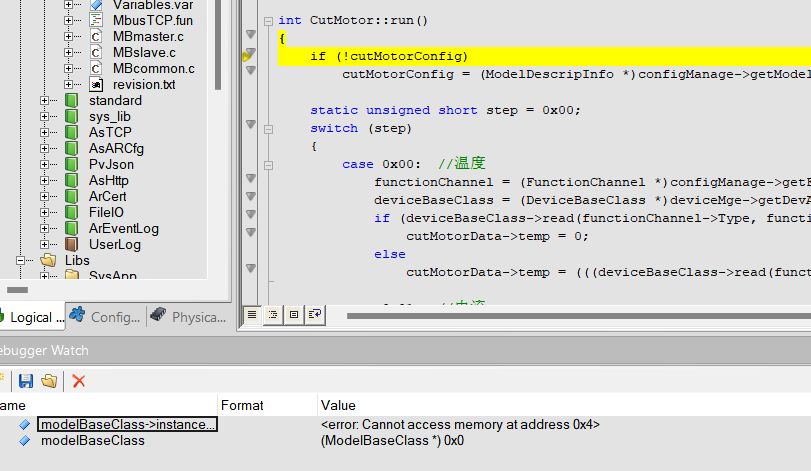 Variables.var
MbusTCP.fun
MBmaster.c
MBslave.c
MBcommon.c
revision.txt
standard
sys_lib
AsTCP
AsARCfg
PvJson
AsHttp
ArCert
FileIO
ArEventLog
UserLog
Libs
SysApp
Logical ...
Config...
Physica...
int CutMotor::run()
{
if (!cutMotorConfig)
cutMotorConfig = (ModelDescripInfo *)configManage->getModel
static unsigned short step = 0x00;
switch (step)
{
case 0x00: //温度
functionChannel = (FunctionChannel *)configManage->getF
deviceBaseClass = (DeviceBaseClass *)deviceMge->getDevA
if (deviceBaseClass->read(functionChannel->Type, functi
cutMotorData->temp = 0;
else
cutMotorData->temp = (((deviceBaseClass->read(funct
ebugger Watch
ame Format Value
modelBaseClass->instance... <error: Cannot access memory at address 0x4>
modelBaseClass (ModelBaseClass *) 0x0